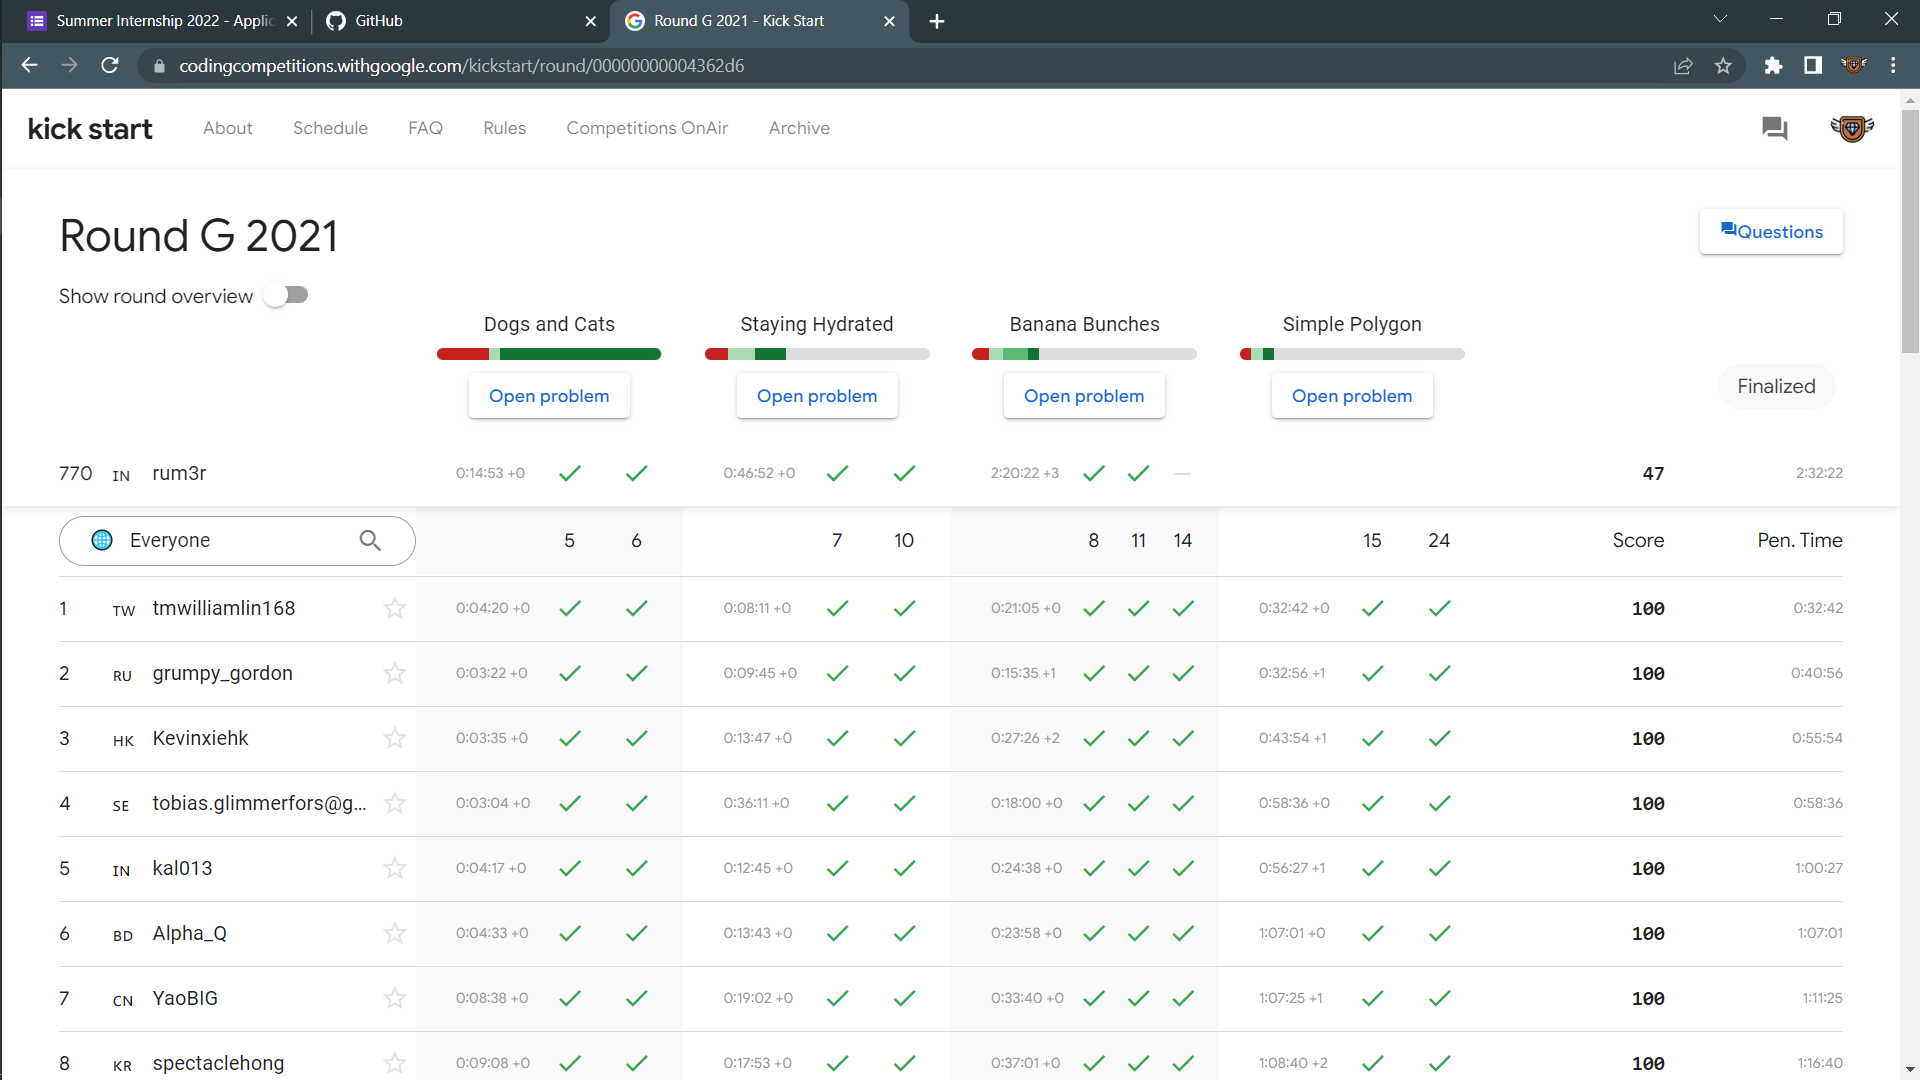 Summer Internship 2022 - Applic
GitHub
Round G 2021 - Kick Start
codingcompetitions.withgoogle.com/kickstart/round/00000000004362d6
kick start About Schedule FAQ Rules Competitions OnAir Archive
Round G 2021
Questions
Show round overview
Dogs and Cats Staying Hydrated Banana Bunches Simple Polygon
Open problem Open problem Open problem Open problem
Finalized
770 IN rum3r 0:14:53 +0 0:46:52 +0 2:20:22 +3 — 47 2:32:22
Everyone 5 6 7 10 8 11 14 15 24 Score Pen. Time
1 TW tmwilliamlin168 0:04:20 +0 0:08:11 +0 0:21:05 +0 0:32:42 +0 100 0:32:42
2 RU grumpy_gordon 0:03:22 +0 0:09:45 +0 0:15:35 +1 0:32:56 +1 100 0:40:56
3 HK Kevinxiehk 0:03:35 +0 0:13:47 +0 0:27:26 +2 0:43:54 +1 100 0:55:54
4 SE tobias.glimmerfors@g... 0:03:04 +0 0:36:11 +0 0:18:00 +0 0:58:36 +0 100 0:58:36
5 IN kal013 0:04:17 +0 0:12:45 +0 0:24:38 +0 0:56:27 +1 100 1:00:27
6 BD Alpha_Q 0:04:33 +0 0:13:43 +0 0:23:58 +0 1:07:01 +0 100 1:07:01
7 CN YaoBIG 0:08:38 +0 0:19:02 +0 0:33:40 +0 1:07:25 +1 100 1:11:25
8 KR spectaclehong 0:09:08 +0 0:17:53 +0 0:37:01 +0 1:08:40 +2 100 1:16:40